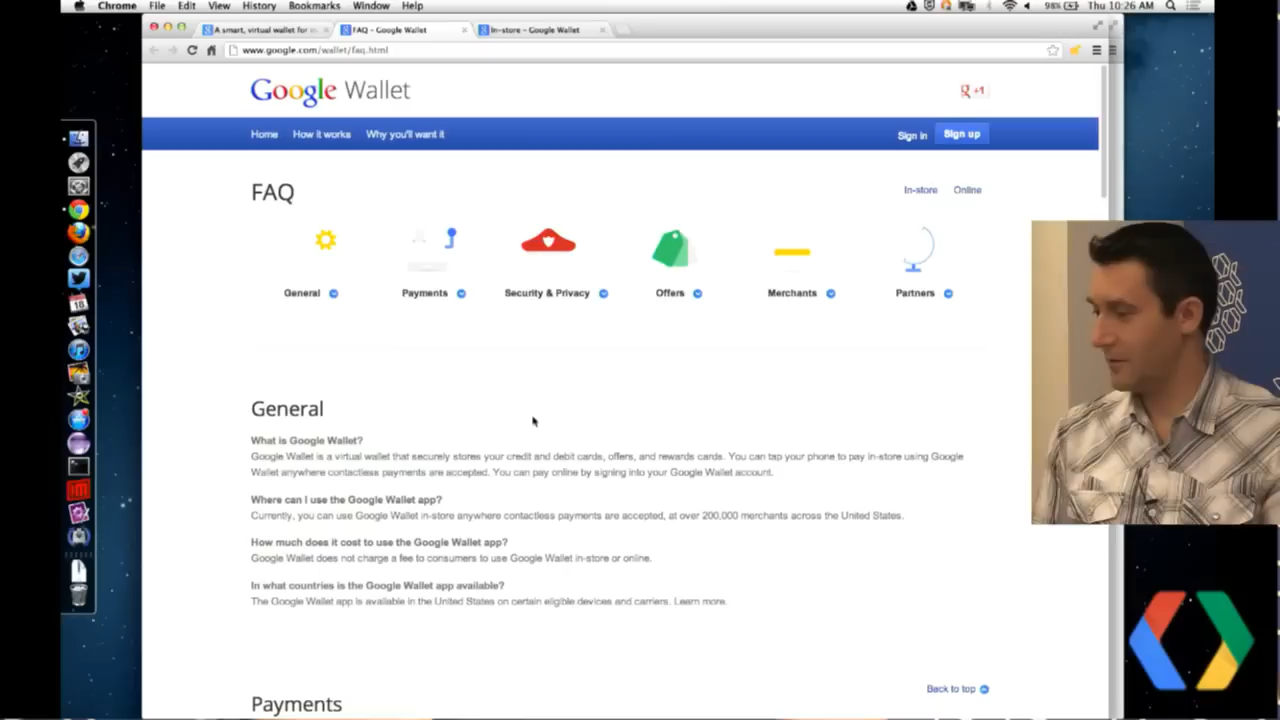 Chrome File Edit View History Bookmarks Window Help
98% Thu 10:26 AM
A smart, virtual wallet for
FAQ – Google Wallet
In-store – Google Wallet
www.google.com/wallet/faq.html
Google Wallet
+1
Home How it works Why you'll want it
Sign in Sign up
FAQ
In-store Online
General Payments Security & Privacy Offers Merchants Partners
General
What is Google Wallet?
Google Wallet is a virtual wallet that securely stores your credit and debit cards, offers, and rewards cards. You can tap your phone to pay in-store using Google
Wallet anywhere contactless payments are accepted. You can pay online by signing into your Google Wallet account.
Where can I use the Google Wallet app?
Currently, you can use Google Wallet in-store anywhere contactless payments are accepted, at over 200,000 merchants across the United States.
How much does it cost to use the Google Wallet app?
Google Wallet does not charge a fee to consumers to use Google Wallet in-store or online.
In what countries is the Google Wallet app available?
The Google Wallet app is available in the United States on certain eligible devices and carriers. Learn more.
Back to top
Payments
18